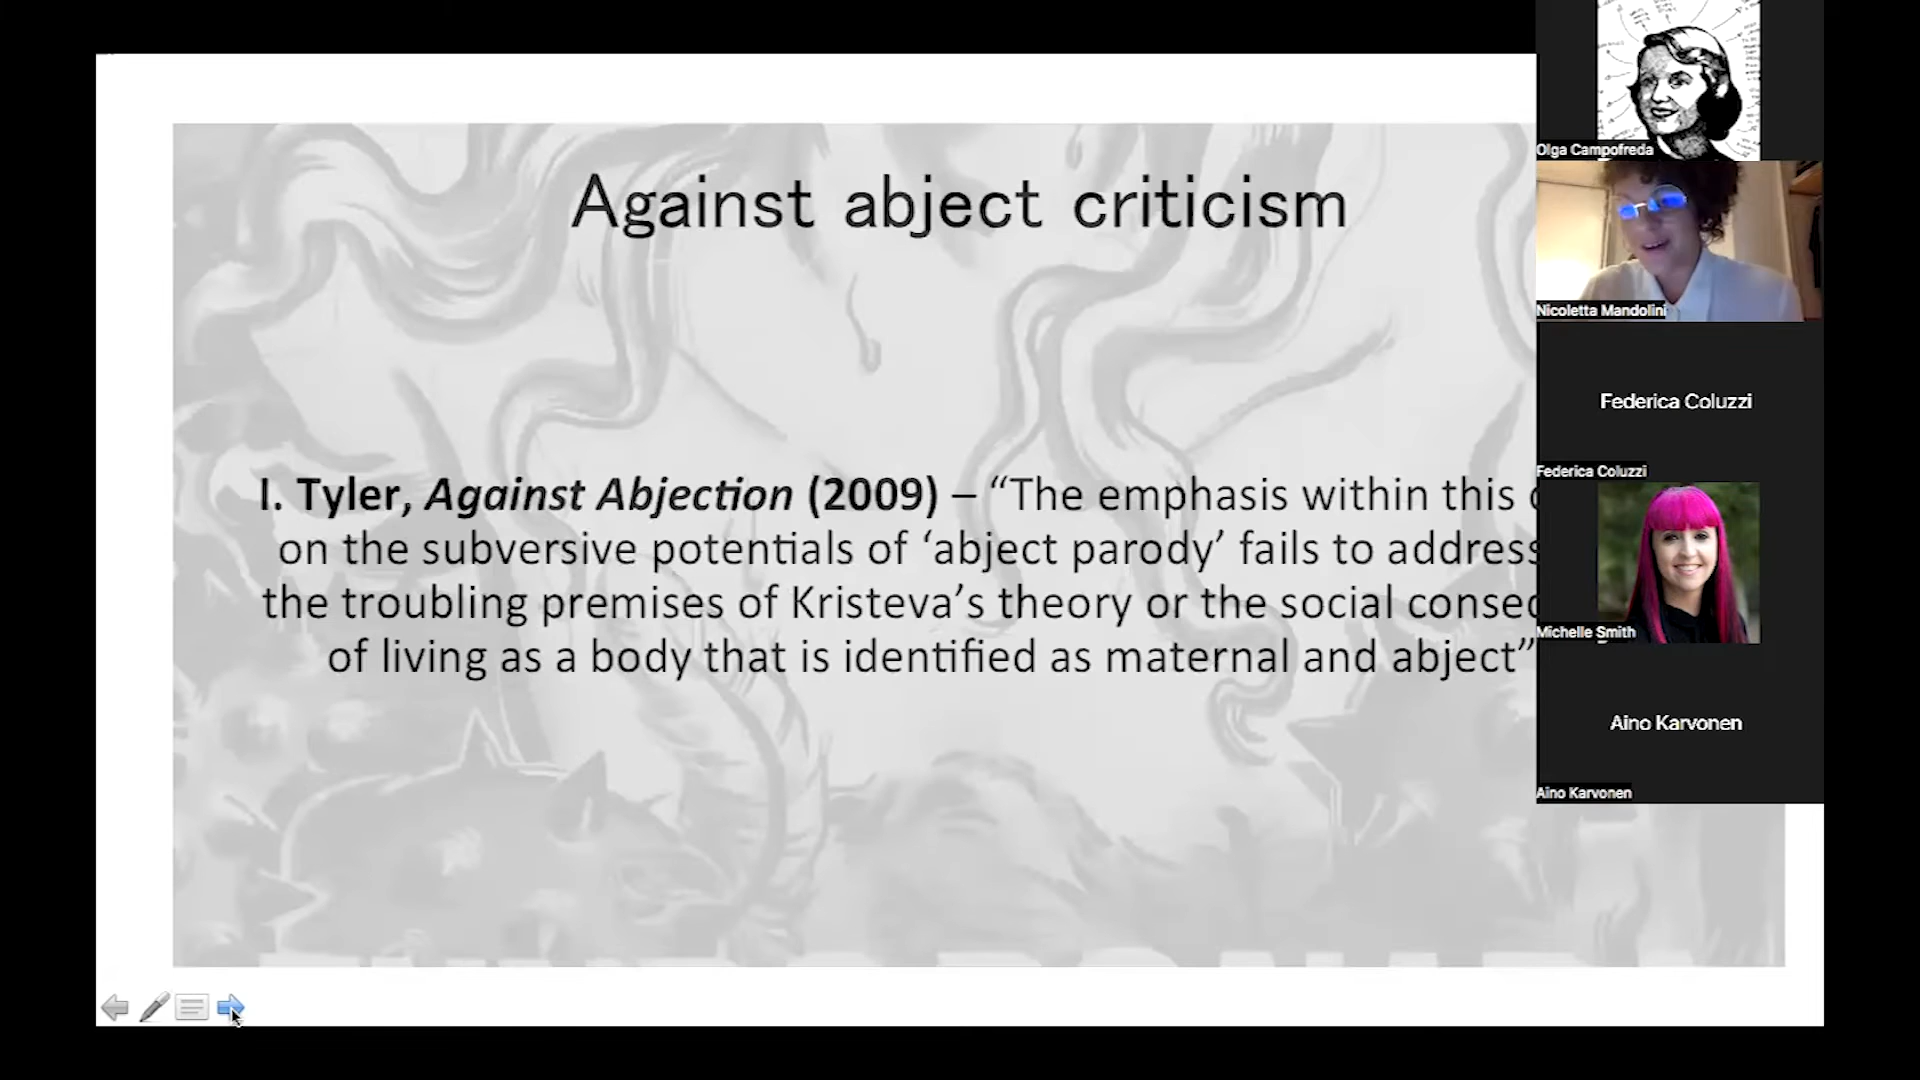 Against abject criticism
I. Tyler, Against Abjection (2009) – “The emphasis within this
on the subversive potentials of ‘abject parody’ fails to address
the troubling premises of Kristeva’s theory or the social
of living as a body that is identified as maternal and abject”
Olga Campofreda
Nicoletta Mandolini
Federica Coluzzi
Federica Coluzzi
Michelle Smith
Aino Karvonen
Aino Karvonen